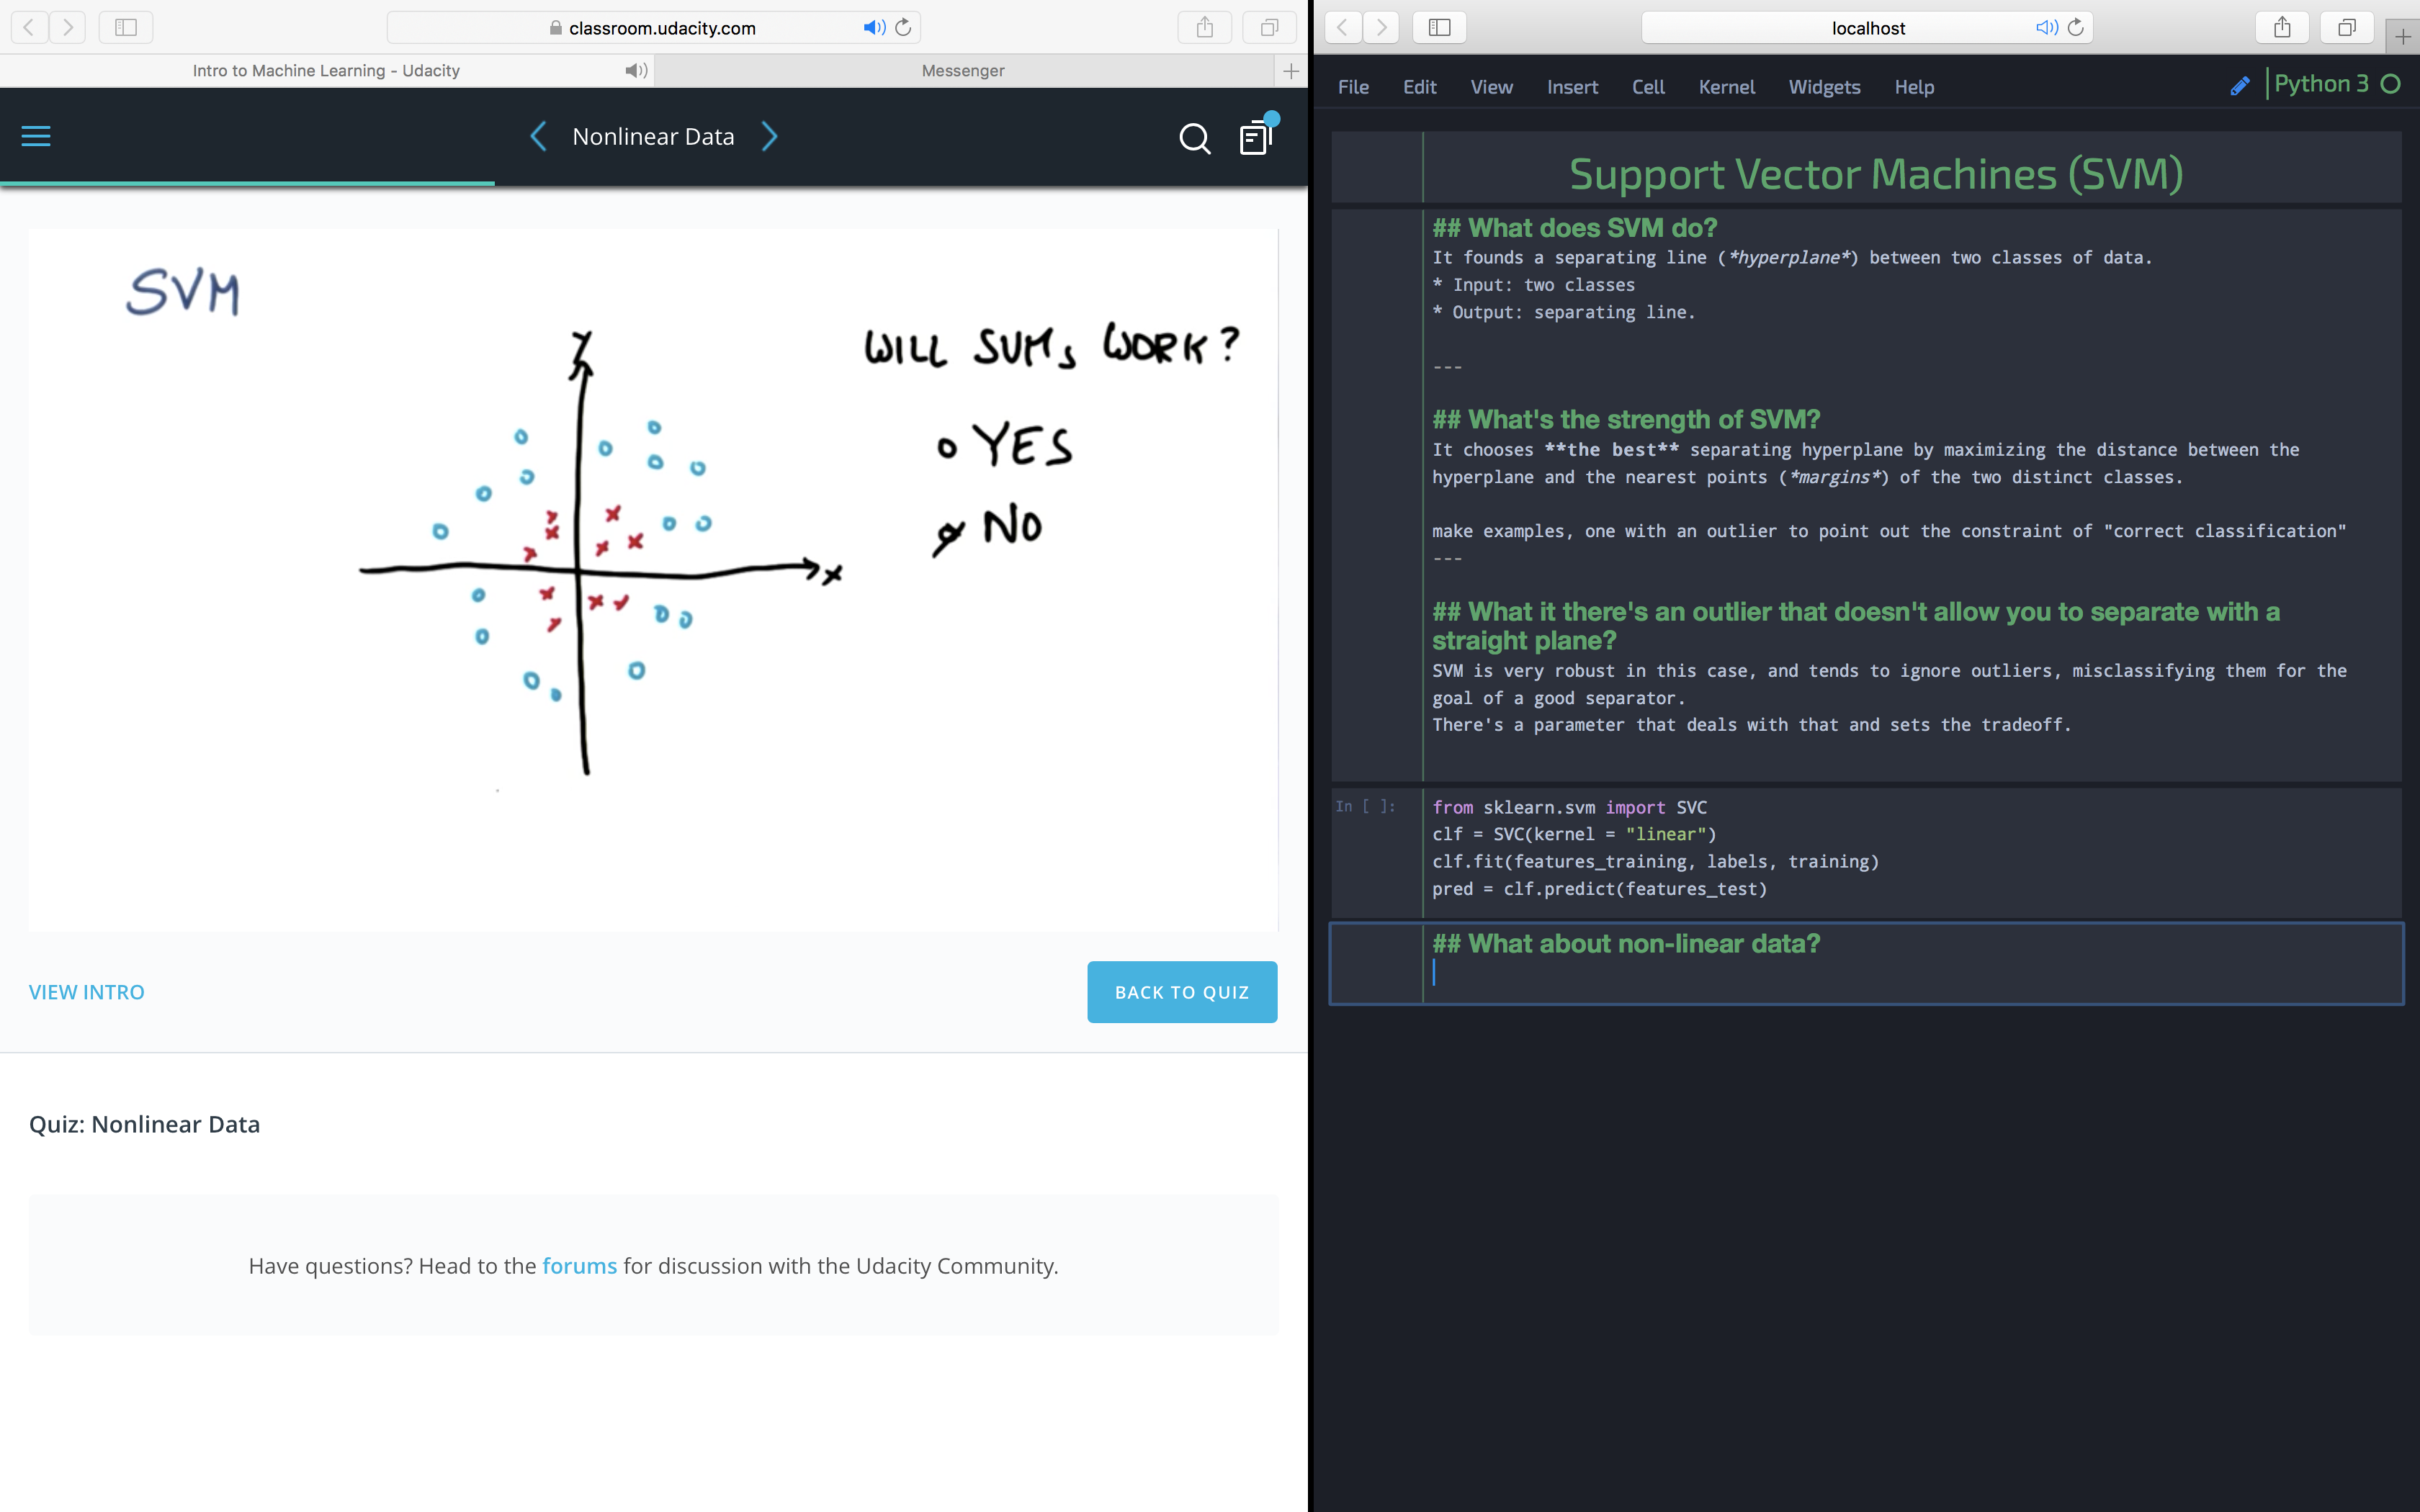 classroom.udacity.com
Intro to Machine Learning - Udacity
Messenger
Nonlinear Data
SVM
Y
X
WILL SVMs WORK?
YES
NO
VIEW INTRO
BACK TO QUIZ
Quiz: Nonlinear Data
Have questions? Head to the forums for discussion with the Udacity Community.
localhost
File Edit View Insert Cell Kernel Widgets Help
Python 3
Support Vector Machines (SVM)
## What does SVM do?
It founds a separating line (*hyperplane*) between two classes of data.
* Input: two classes
* Output: separating line.
---
## What's the strength of SVM?
It chooses **the best** separating hyperplane by maximizing the distance between the
hyperplane and the nearest points (*margins*) of the two distinct classes.
make examples, one with an outlier to point out the constraint of "correct classification"
---
## What it there's an outlier that doesn't allow you to separate with a
straight plane?
SVM is very robust in this case, and tends to ignore outliers, misclassifying them for the
goal of a good separator.
There's a parameter that deals with that and sets the tradeoff.
In [ ]:
from sklearn.svm import SVC
clf = SVC(kernel = "linear")
clf.fit(features_training, labels, training)
pred = clf.predict(features_test)
## What about non-linear data?